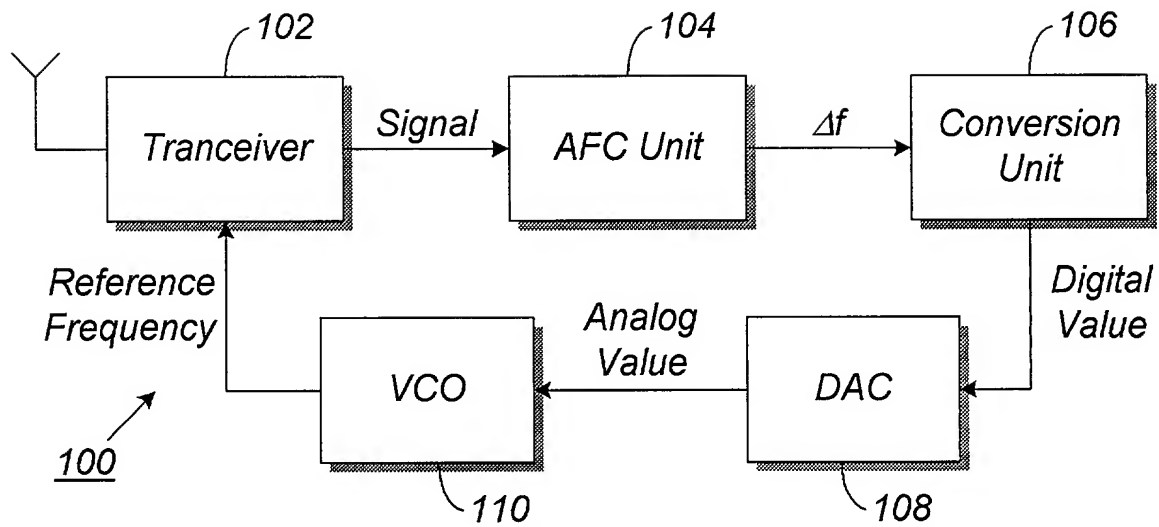 102
104
106
Tranceiver
Signal
AFC Unit
Δf
Conversion
Unit
Reference
Frequency
Analog
Value
Digital
Value
VCO
DAC
100
110
108